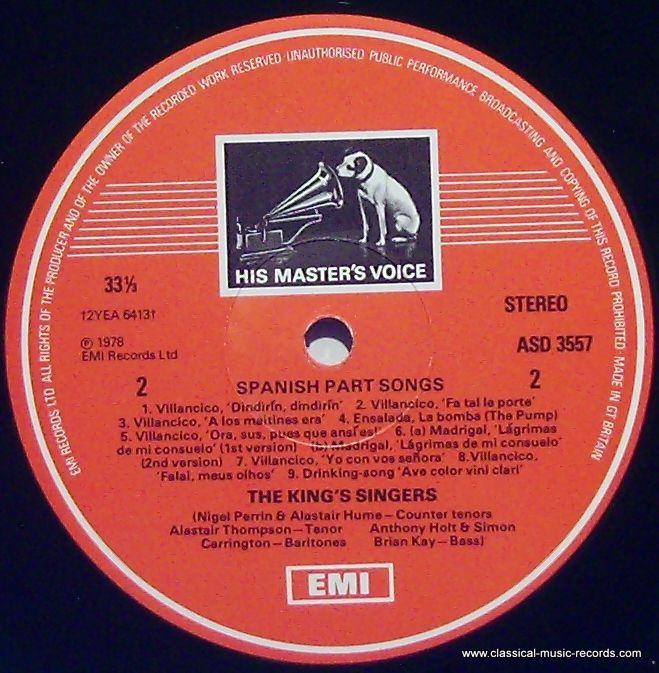 EMI RECORDS LTD ALL RIGHTS OF THE PRODUCER AND OF THE OWNER OF THE RECORDED WORK RESERVED · UNAUTHORISED PUBLIC PERFORMANCE BROADCASTING AND COPYING OF THIS RECORD PROHIBITED · MADE IN GT BRITAIN
HIS MASTER'S VOICE
33⅓
STEREO
†2YEA 6413†
℗ 1978
EMI Records Ltd
ASD 3557
2 SPANISH PART SONGS 2
1. Villancico, 'Dindirín, dindirín' 2. Villancico, 'Fa tal le porte'
3. Villancico, 'A los maitines era' 4. Ensalada, La bomba (The Pump)
5. Villancico, 'Ora, sus, pues que ansi es' 6. (a) Madrigal, 'Lágrimas
de mi consuelo' (1st version) (b) Madrigal, 'Lágrimas de mi consuelo'
(2nd version) 7. Villancico, 'Yo con vos señora' 8. Villancico,
'Falai, meus olhos' 9. Drinking-song 'Ave color vini clari'
THE KING'S SINGERS
(Nigel Perrin & Alastair Hume—Counter tenors
Alastair Thompson—Tenor Anthony Holt & Simon
Carrington—Baritones Brian Kay—Bass)
EMI
www.classical-music-records.com